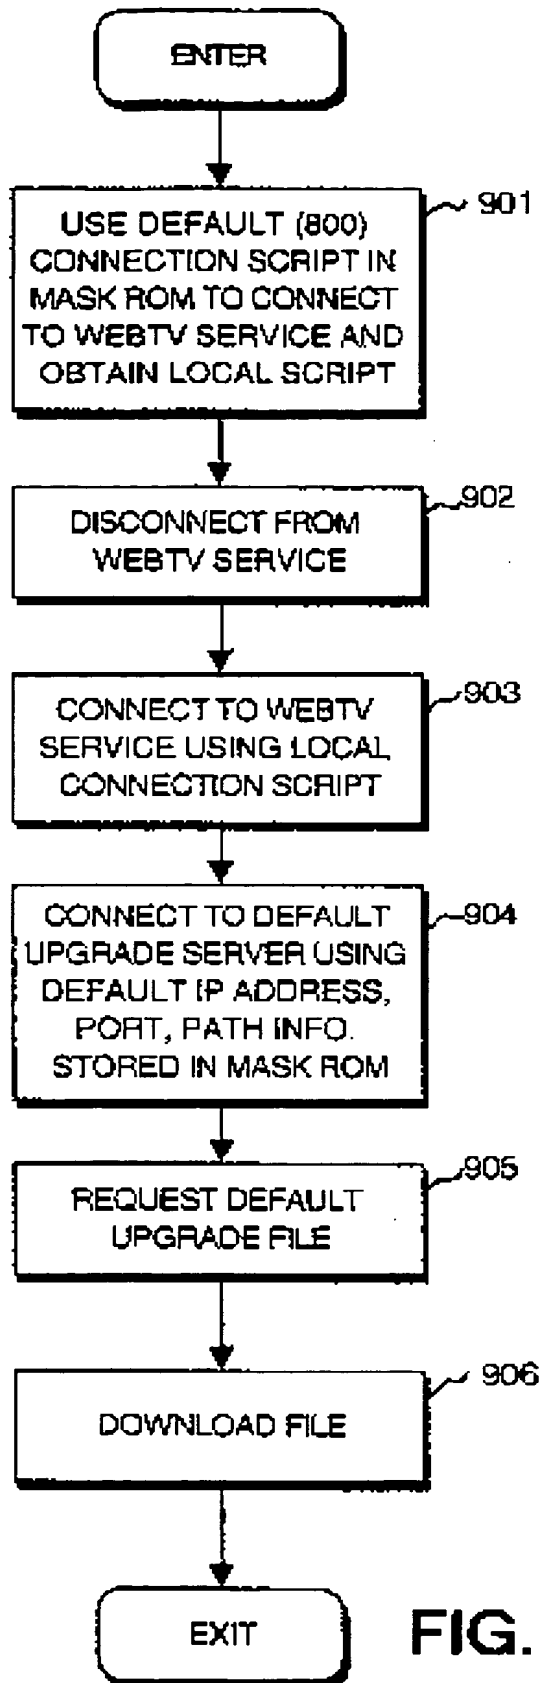 ENTER
901
USE DEFAULT (800)
CONNECTION SCRIPT IN
MASK ROM TO CONNECT
TO WEBTV SERVICE AND
OBTAIN LOCAL SCRIPT
902
DISCONNECT FROM
WEBTV SERVICE
903
CONNECT TO WEBTV
SERVICE USING LOCAL
CONNECTION SCRIPT
904
CONNECT TO DEFAULT
UPGRADE SERVER USING
DEFAULT IP ADDRESS,
PORT, PATH INFO.
STORED IN MASK ROM
905
REQUEST DEFAULT
UPGRADE FILE
906
DOWNLOAD FILE
EXIT
FIG.